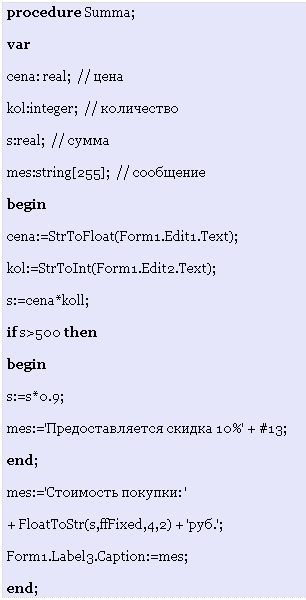 procedure Summa;
var
cena: real; // цена
kol:integer; // количество
s:real; // сумма
mes:string[255]; // сообщение
begin
cena:=StrToFloat(Form1.Edit1.Text);
kol:=StrToInt(Form1.Edit2.Text);
s:=cena*koll;
if s>500 then
begin
s:=s*0.9;
mes:='Предоставляется скидка 10%' + #13;
end;
mes:='Стоимость покупки: '
+ FloatToStr(s,ffFixed,4,2) + 'руб.';
Form1.Label3.Caption:=mes;
end;